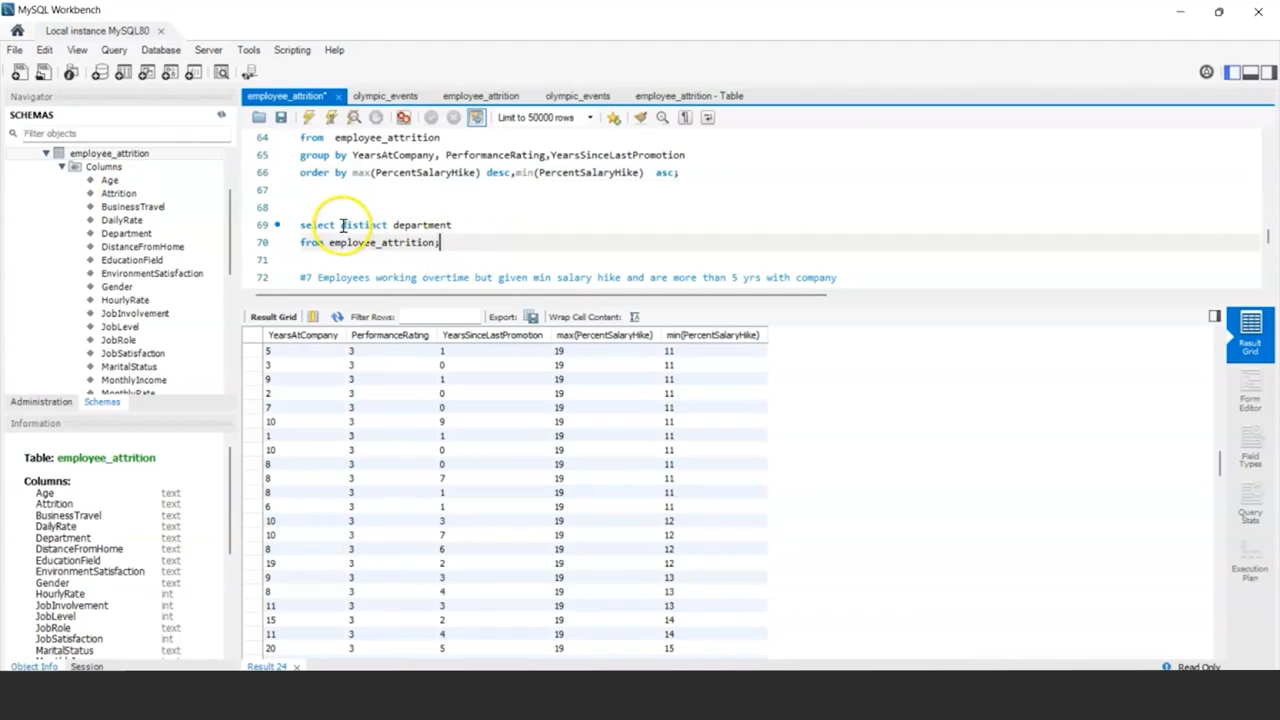 MySQL Workbench
Local instance MySQL80
File Edit View Query Database Server Tools Scripting Help
Navigator
SCHEMAS
Filter objects
employee_attrition
Columns
Age
Attrition
BusinessTravel
DailyRate
Department
DistanceFromHome
EducationField
EnvironmentSatisfaction
Gender
HourlyRate
JobInvolvement
JobLevel
JobRole
JobSatisfaction
MaritalStatus
MonthlyIncome
MonthlyRate
Administration Schemas
Information
Table: employee_attrition
Columns:
Age text
Attrition text
BusinessTravel text
DailyRate text
Department text
DistanceFromHome text
EducationField text
EnvironmentSatisfaction text
Gender text
HourlyRate int
JobInvolvement int
JobLevel int
JobRole text
JobSatisfaction int
MaritalStatus text
Object Info Session
employee_attrition* olympic_events employee_attrition olympic_events employee_attrition - Table
Limit to 50000 rows
64 from employee_attrition
65 group by YearsAtCompany, PerformanceRating,YearsSinceLastPromotion
66 order by max(PercentSalaryHike) desc,min(PercentSalaryHike) asc;
67
68
69 select distinct department
70 from employee_attrition;
71
72 #7 Employees working overtime but given min salary hike and are more than 5 yrs with company
Result Grid Filter Rows: Export: Wrap Cell Content:
YearsAtCompany PerformanceRating YearsSinceLastPromotion max(PercentSalaryHike) min(PercentSalaryHike)
5 3 1 19 11
3 3 0 19 11
9 3 1 19 11
2 3 0 19 11
7 3 0 19 11
10 3 9 19 11
1 3 1 19 11
10 3 0 19 11
8 3 0 19 11
8 3 7 19 11
8 3 1 19 11
6 3 1 19 11
10 3 3 19 12
10 3 7 19 12
8 3 6 19 12
19 3 2 19 12
9 3 3 19 13
8 3 4 19 13
11 3 3 19 13
15 3 2 19 14
11 3 4 19 14
20 3 5 19 15
Result 24
Read Only
Result
Grid
Form
Editor
Field
Types
Query
Stats
Execution
Plan